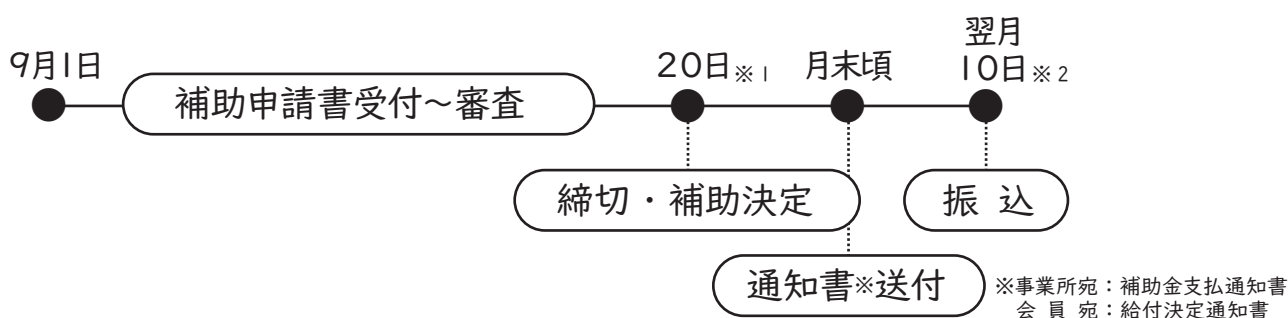 9月1日
補助申請書受付～審査
20日※1
月末頃
翌月
10日※2
締切・補助決定
振 込
通知書※送付
※事業所宛：補助金支払通知書
会 員 宛：給付決定通知書